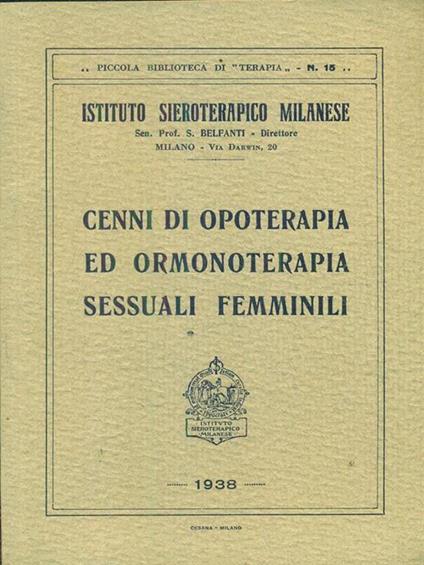 ,, PICCOLA BIBLIOTECA DI "TERAPIA„ - N. 15 ,,
ISTITUTO SIEROTERAPICO MILANESE
Sen. Prof. S. BELFANTI - Direttore
MILANO - VIA DARWIN, 20
CENNI DI OPOTERAPIA
ED ORMONOTERAPIA
SESSUALI FEMMINILI
ISTITUTO
SIEROTERAPICO
MILANESE
1938
CESANA - MILANO